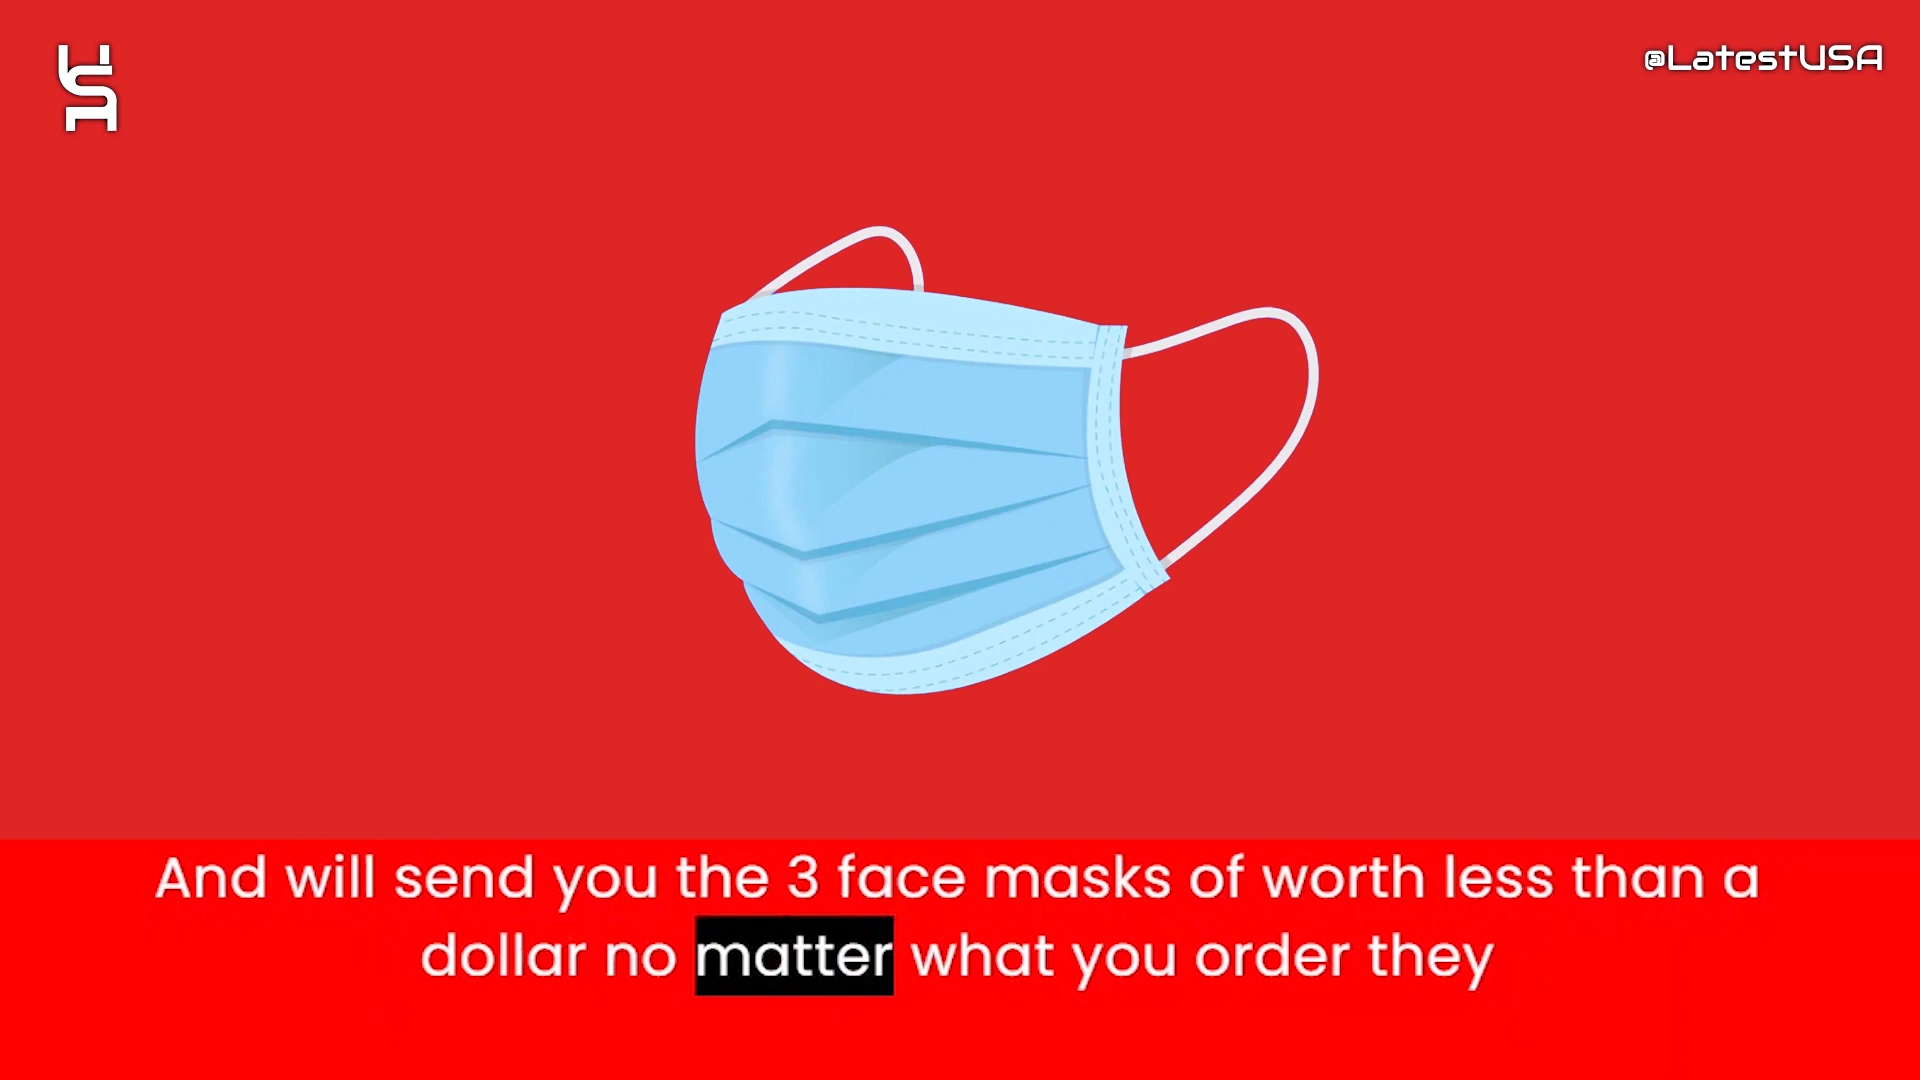 USA
@LatestUSA
And will send you the 3 face masks of worth less than a
dollar no matter what you order they